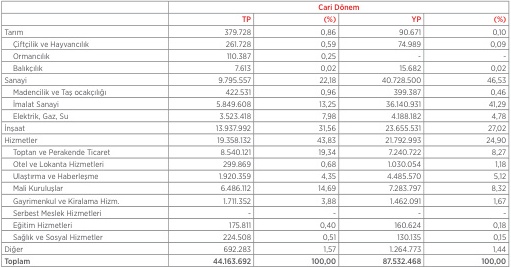 Cari Dönem
TP (%) YP (%)
Tarım 379.728 0,86 90.671 0,10
Çiftçilik ve Hayvancılık 261.728 0,59 74.989 0,09
Ormancılık 110.387 0,25 - -
Balıkçılık 7.613 0,02 15.682 0,02
Sanayi 9.795.557 22,18 40.728.500 46,53
Madencilik ve Taş ocakçılığı 422.531 0,96 399.387 0,46
İmalat Sanayi 5.849.608 13,25 36.140.931 41,29
Elektrik, Gaz, Su 3.523.418 7,98 4.188.182 4,78
İnşaat 13.937.992 31,56 23.655.531 27,02
Hizmetler 19.358.132 43,83 21.792.993 24,90
Toptan ve Perakende Ticaret 8.540.121 19,34 7.240.722 8,27
Otel ve Lokanta Hizmetleri 299.869 0,68 1.030.054 1,18
Ulaştırma ve Haberleşme 1.920.359 4,35 4.485.570 5,12
Mali Kuruluşlar 6.486.112 14,69 7.283.797 8,32
Gayrimenkul ve Kiralama Hizm. 1.711.352 3,88 1.462.091 1,67
Serbest Meslek Hizmetleri - - - -
Eğitim Hizmetleri 175.811 0,40 160.624 0,18
Sağlık ve Sosyal Hizmetler 224.508 0,51 130.135 0,15
Diğer 692.283 1,57 1.264.773 1,44
Toplam 44.163.692 100,00 87.532.468 100,00